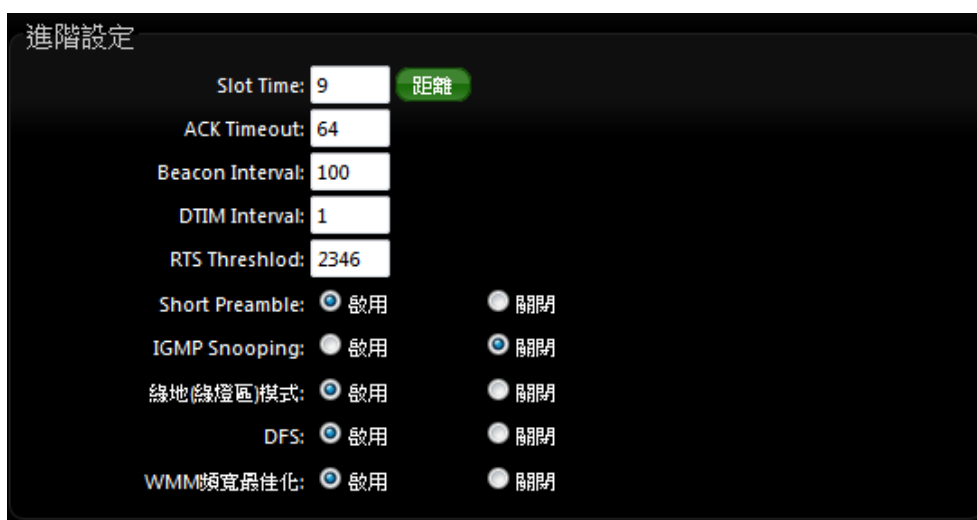 進階設定
Slot Time: 9 距離
ACK Timeout: 64
Beacon Interval: 100
DTIM Interval: 1
RTS Threshlod: 2346
Short Preamble: 啟用 關閉
IGMP Snooping: 啟用 關閉
綠地(綠燈區)模式: 啟用 關閉
DFS: 啟用 關閉
WMM頻寬最佳化: 啟用 關閉